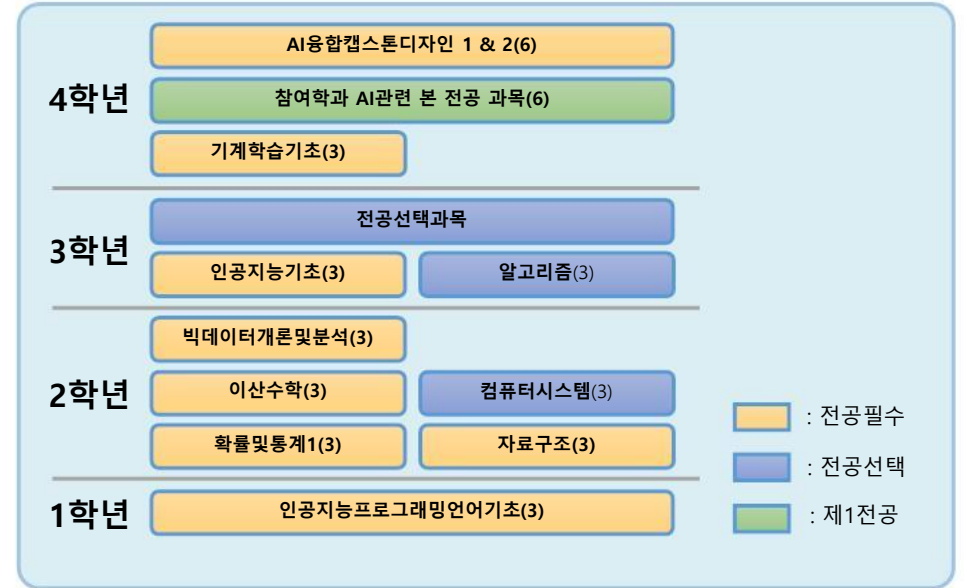 4학년
AI융합캡스톤디자인 1 & 2(6)
참여학과 AI관련 본 전공 과목(6)
기계학습기초(3)
3학년
전공선택과목
인공지능기초(3)
알고리즘(3)
2학년
빅데이터개론및분석(3)
이산수학(3)
컴퓨터시스템(3)
확률및통계1(3)
자료구조(3)
1학년
인공지능프로그래밍언어기초(3)
: 전공필수
: 전공선택
: 제1전공